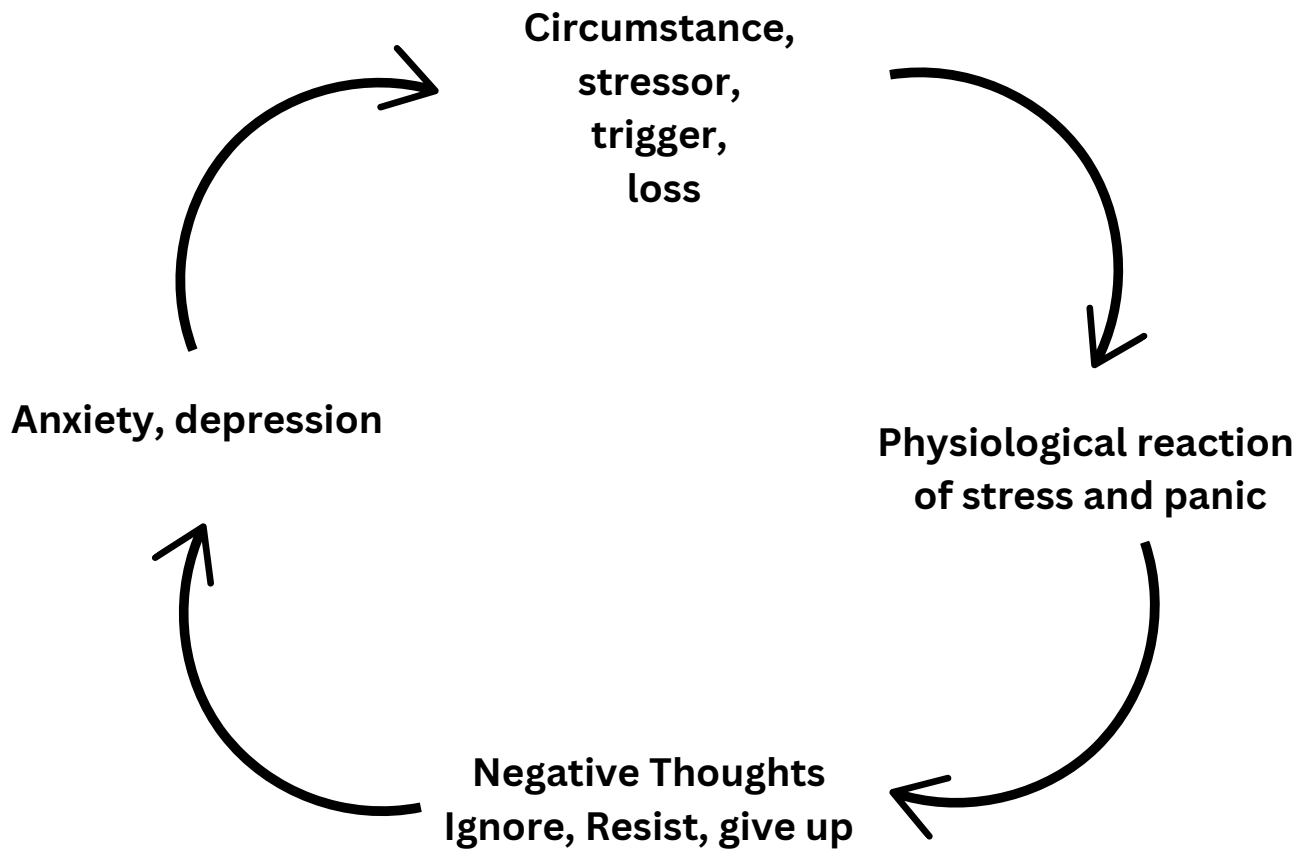 Circumstance,
stressor,
trigger,
loss
Physiological reaction
of stress and panic
Negative Thoughts
Ignore, Resist, give up
Anxiety, depression